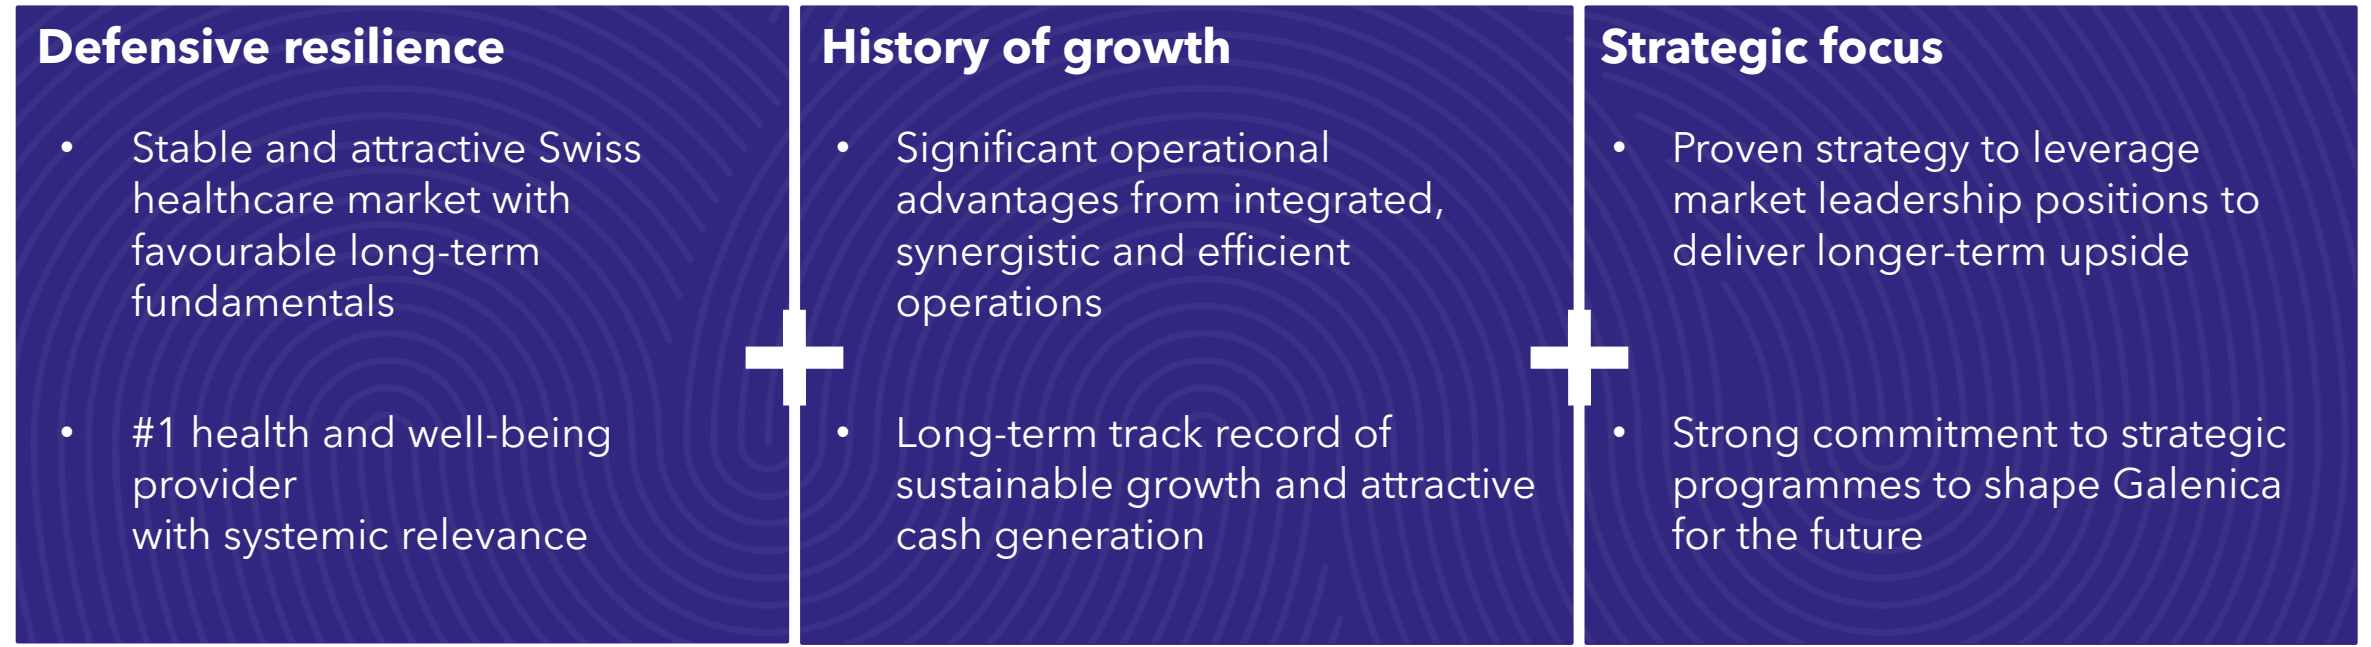 Defensive resilience
• Stable and attractive Swiss
healthcare market with
favourable long-term
fundamentals
• #1 health and well-being
provider
with systemic relevance
History of growth
• Significant operational
advantages from integrated,
synergistic and efficient
operations
• Long-term track record of
sustainable growth and attractive
cash generation
Strategic focus
• Proven strategy to leverage
market leadership positions to
deliver longer-term upside
• Strong commitment to strategic
programmes to shape Galenica
for the future